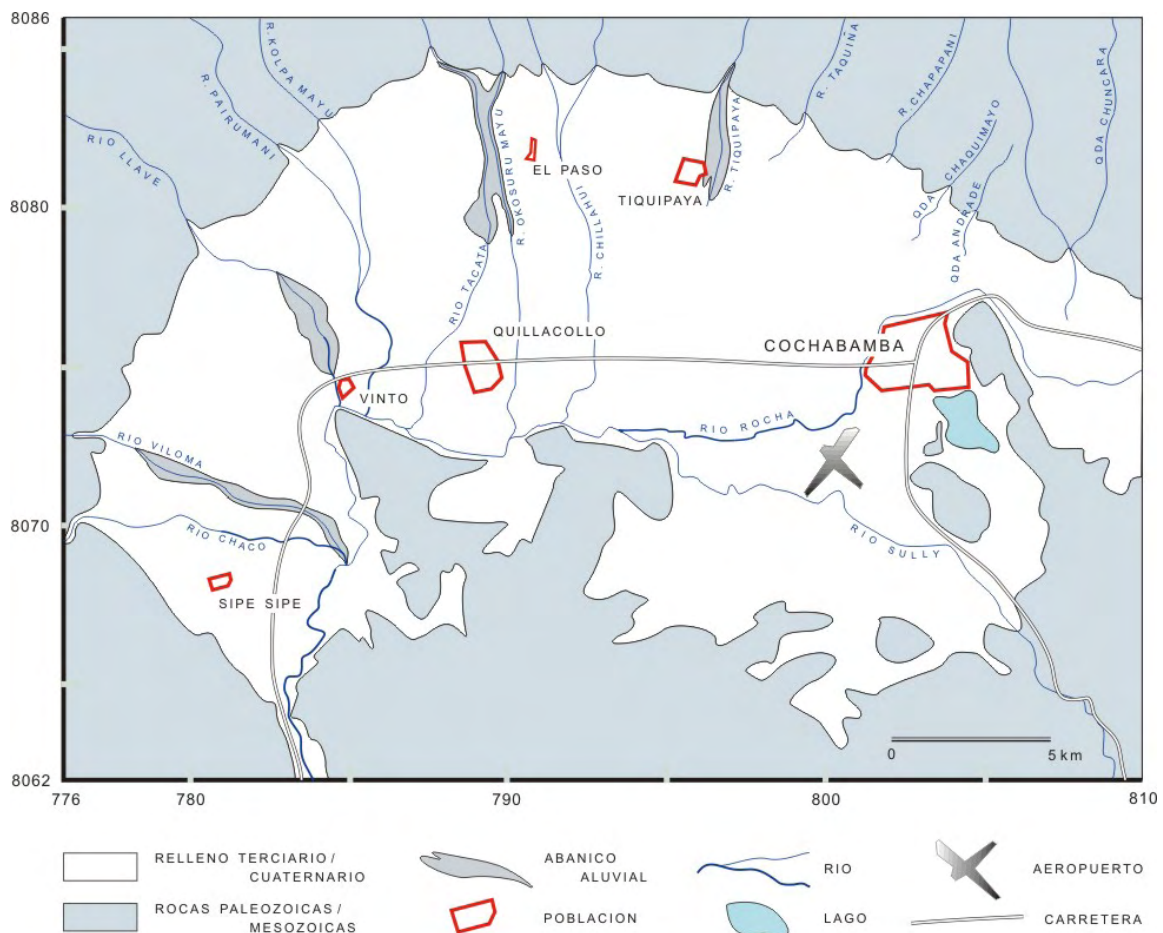 8086
R. KOLPA MAYU
R. PAIRUMANI
RIO LLAVE
R. TAQUIÑA
R. CHAPAPANI
QDA CHUNCARA
QDA CHAQUIMAYO
QDA ANDRADE
R. TIQUIPAYA
R. OKOSURU MAYU
EL PASO
TIQUIPAYA
8080
R. CHILLAHUI
RIO TACATA
QUILLACOLLO
COCHABAMBA
VINTO
RIO ROCHA
RIO VILOMA
8070
RIO CHACO
RIO SULLY
SIPE SIPE
0 5 km
8062
776 780 790 800 810
RELLENO TERCIARIO /
CUATERNARIO
ABANICO
ALUVIAL
RIO
AEROPUERTO
ROCAS PALEOZOICAS /
MESOZOICAS
POBLACION
LAGO
CARRETERA